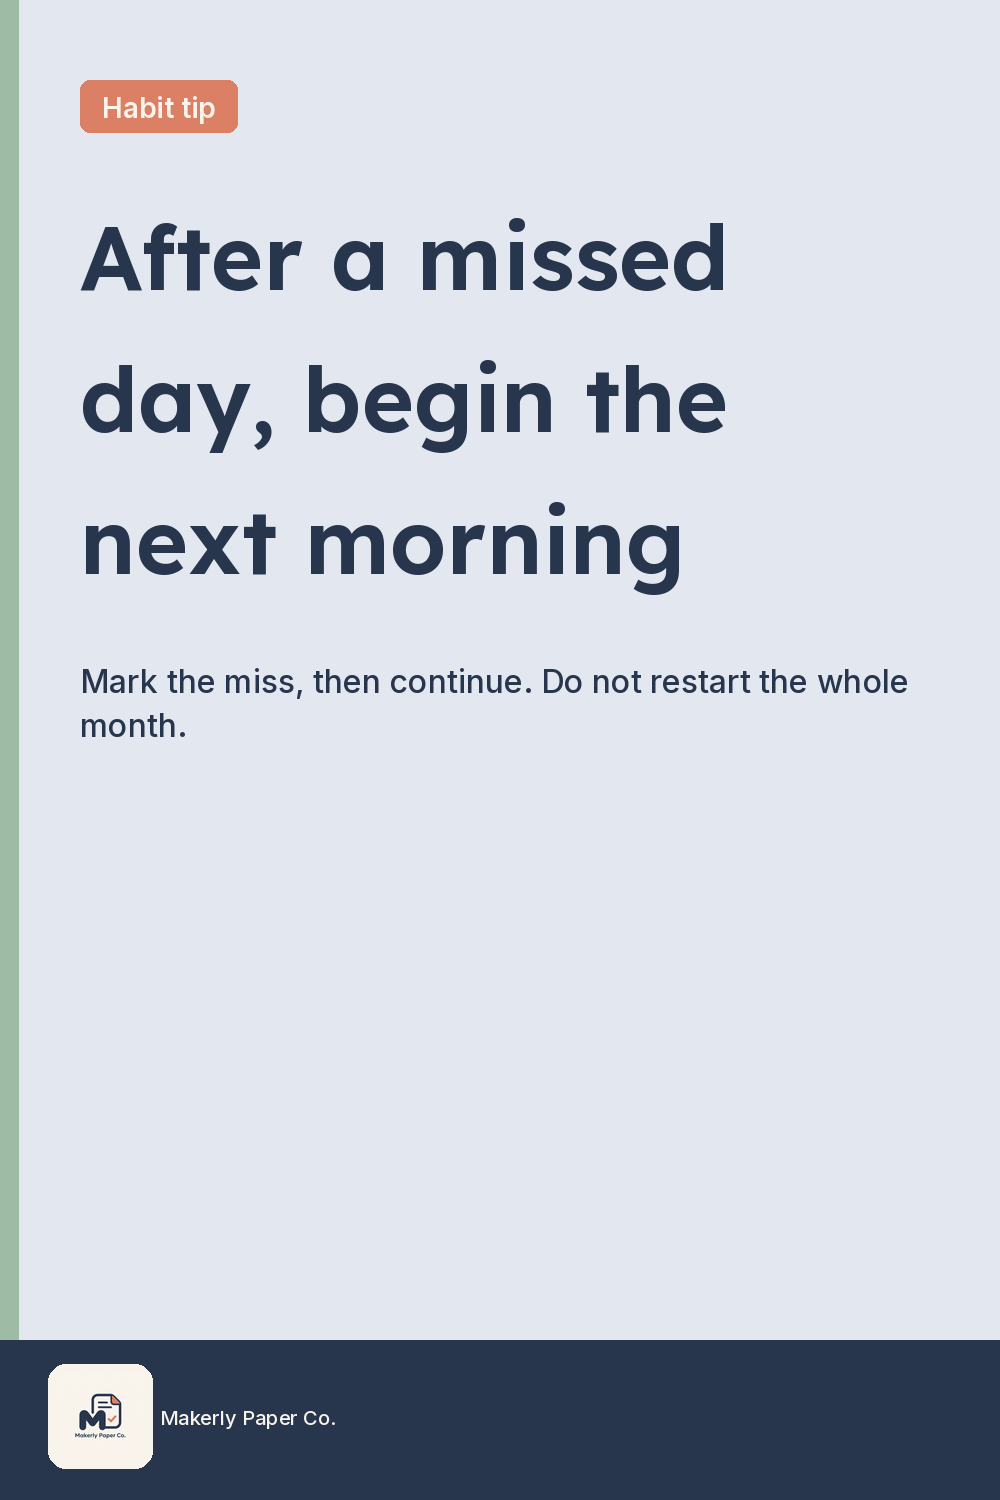 Habit tip
After a missed
day, begin the
next morning
Mark the miss, then continue. Do not restart the whole
month.
Makerly Paper Co.
Makerly Paper Co.